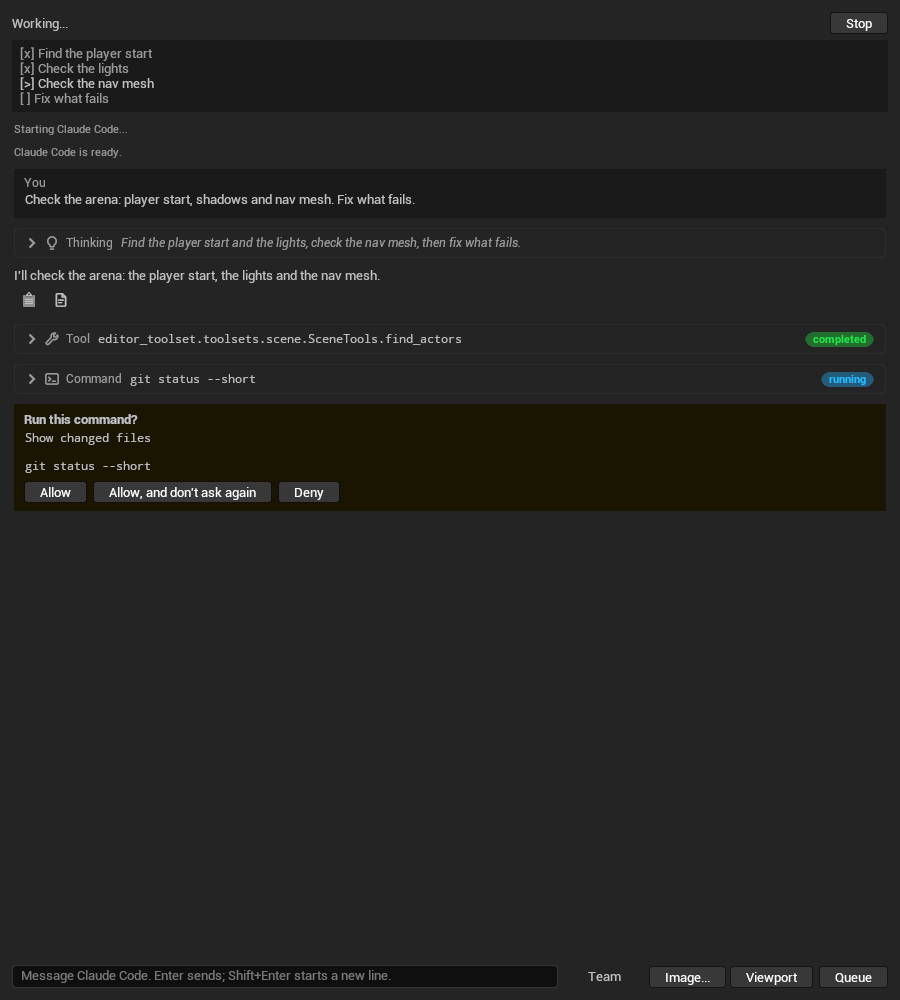 Working...
Stop
[x] Find the player start
[x] Check the lights
[>] Check the nav mesh
[ ] Fix what fails
Starting Claude Code...
Claude Code is ready.
You
Check the arena: player start, shadows and nav mesh. Fix what fails.
Thinking Find the player start and the lights, check the nav mesh, then fix what fails.
I'll check the arena: the player start, the lights and the nav mesh.
Tool editor_toolset.toolsets.scene.SceneTools.find_actors completed
Command git status --short running
Run this command?
Show changed files
git status --short
Allow Allow, and don't ask again Deny
Message Claude Code. Enter sends; Shift+Enter starts a new line. Team Image... Viewport Queue